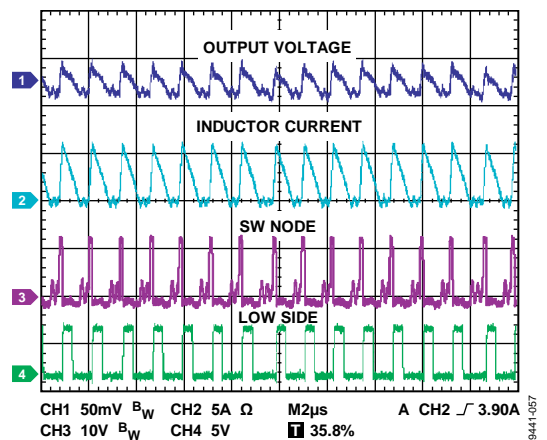 OUTPUT VOLTAGE
1
INDUCTOR CURRENT
2
SW NODE
3
LOW SIDE
4
CH1 50mV BW CH2 5A Ω M2µs A CH2 3.90A
CH3 10V BW CH4 5V T 35.8%
9441-057